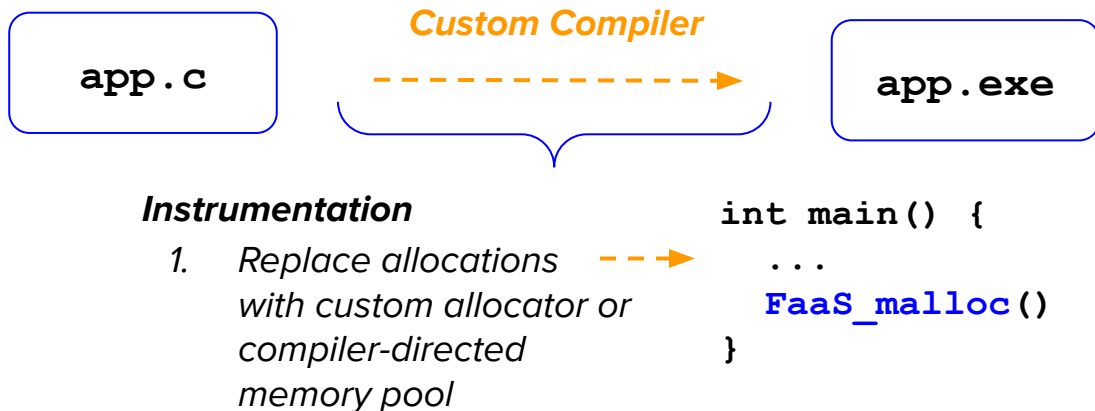 Custom Compiler
app.c
app.exe
Instrumentation
1. Replace allocations
with custom allocator or
compiler-directed
memory pool
int main() {
...
FaaS_malloc()
}